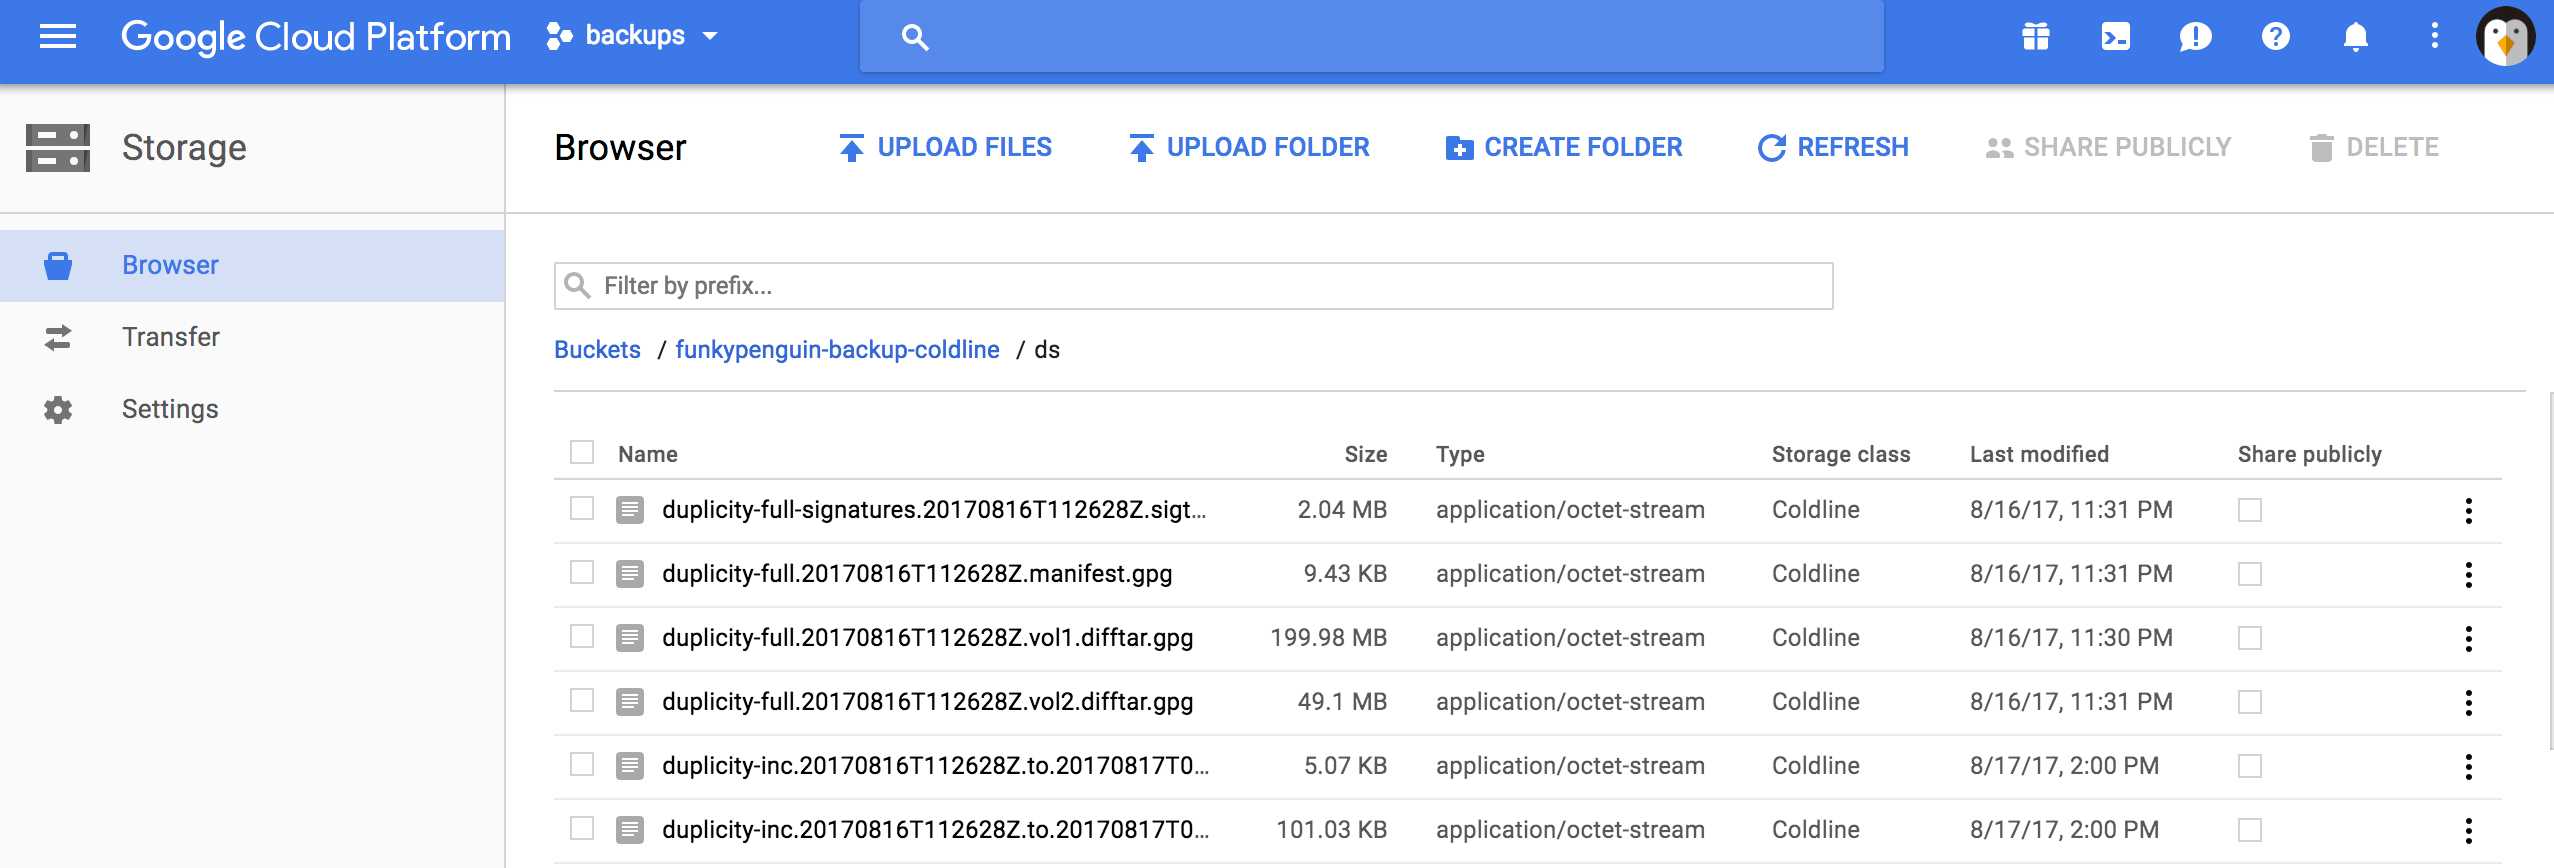 Google Cloud Platform backups
Storage
Browser UPLOAD FILES UPLOAD FOLDER CREATE FOLDER REFRESH SHARE PUBLICLY DELETE
Browser
Transfer
Settings
Filter by prefix...
Buckets / funkypenguin-backup-coldline / ds
Name Size Type Storage class Last modified Share publicly
duplicity-full-signatures.20170816T112628Z.sigt... 2.04 MB application/octet-stream Coldline 8/16/17, 11:31 PM
duplicity-full.20170816T112628Z.manifest.gpg 9.43 KB application/octet-stream Coldline 8/16/17, 11:31 PM
duplicity-full.20170816T112628Z.vol1.difftar.gpg 199.98 MB application/octet-stream Coldline 8/16/17, 11:30 PM
duplicity-full.20170816T112628Z.vol2.difftar.gpg 49.1 MB application/octet-stream Coldline 8/16/17, 11:31 PM
duplicity-inc.20170816T112628Z.to.20170817T0... 5.07 KB application/octet-stream Coldline 8/17/17, 2:00 PM
duplicity-inc.20170816T112628Z.to.20170817T0... 101.03 KB application/octet-stream Coldline 8/17/17, 2:00 PM